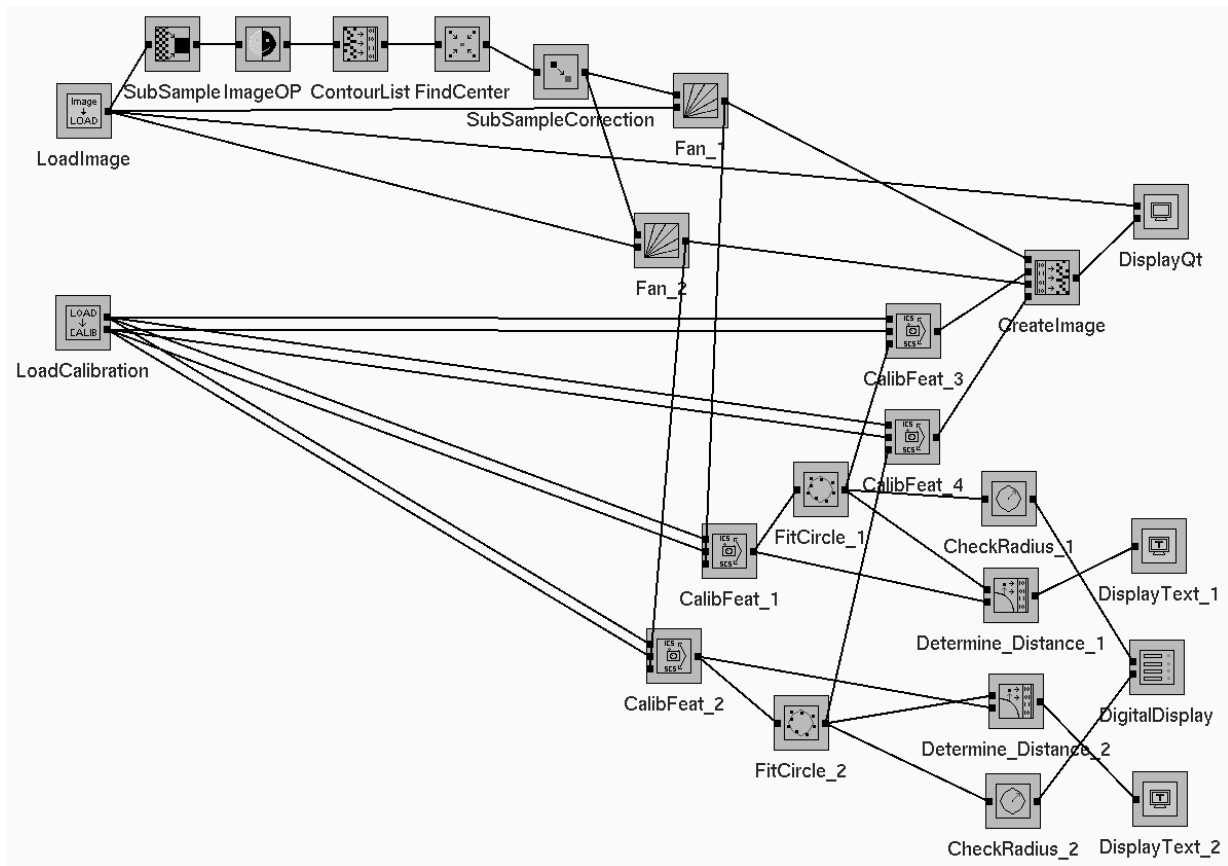 SubSample
ImageOP
ContourList
FindCenter
Image
LOAD
SubSampleCorrection
Fan_1
LoadImage
DisplayQt
Fan_2
LOAD
CALIB
CreateImage
LoadCalibration
ICS
SCS
CalibFeat_3
ICS
SCS
CalibFeat_4
FitCircle_1
CheckRadius_1
ICS
SCS
T
DisplayText_1
CalibFeat_1
Determine_Distance_1
ICS
SCS
CalibFeat_2
DigitalDisplay
Determine_Distance_2
FitCircle_2
T
CheckRadius_2
DisplayText_2